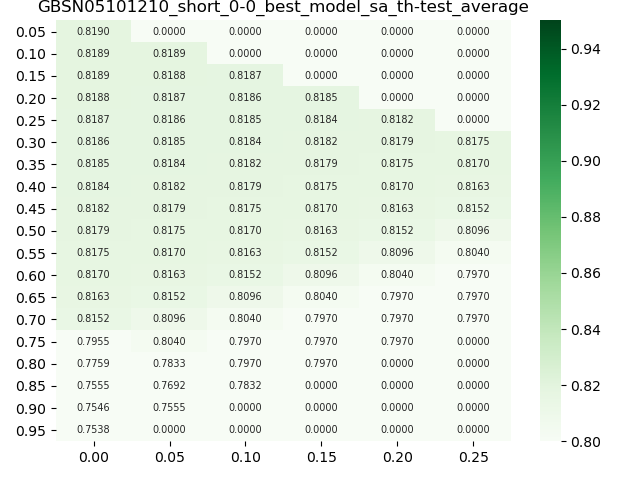 GBSN05101210_short_0-0_best_model_sa_th-test_average
0.05 0.8190 0.0000 0.0000 0.0000 0.0000 0.0000
0.10 0.8189 0.8189 0.0000 0.0000 0.0000 0.0000
0.15 0.8189 0.8188 0.8187 0.0000 0.0000 0.0000
0.20 0.8188 0.8187 0.8186 0.8185 0.0000 0.0000
0.25 0.8187 0.8186 0.8185 0.8184 0.8182 0.0000
0.30 0.8186 0.8185 0.8184 0.8182 0.8179 0.8175
0.35 0.8185 0.8184 0.8182 0.8179 0.8175 0.8170
0.40 0.8184 0.8182 0.8179 0.8175 0.8170 0.8163
0.45 0.8182 0.8179 0.8175 0.8170 0.8163 0.8152
0.50 0.8179 0.8175 0.8170 0.8163 0.8152 0.8096
0.55 0.8175 0.8170 0.8163 0.8152 0.8096 0.8040
0.60 0.8170 0.8163 0.8152 0.8096 0.8040 0.7970
0.65 0.8163 0.8152 0.8096 0.8040 0.7970 0.7970
0.70 0.8152 0.8096 0.8040 0.7970 0.7970 0.7970
0.75 0.7955 0.8040 0.7970 0.7970 0.7970 0.0000
0.80 0.7759 0.7833 0.7970 0.7970 0.0000 0.0000
0.85 0.7555 0.7692 0.7832 0.0000 0.0000 0.0000
0.90 0.7546 0.7555 0.0000 0.0000 0.0000 0.0000
0.95 0.7538 0.0000 0.0000 0.0000 0.0000 0.0000
0.00 0.05 0.10 0.15 0.20 0.25
0.94
0.92
0.90
0.88
0.86
0.84
0.82
0.80